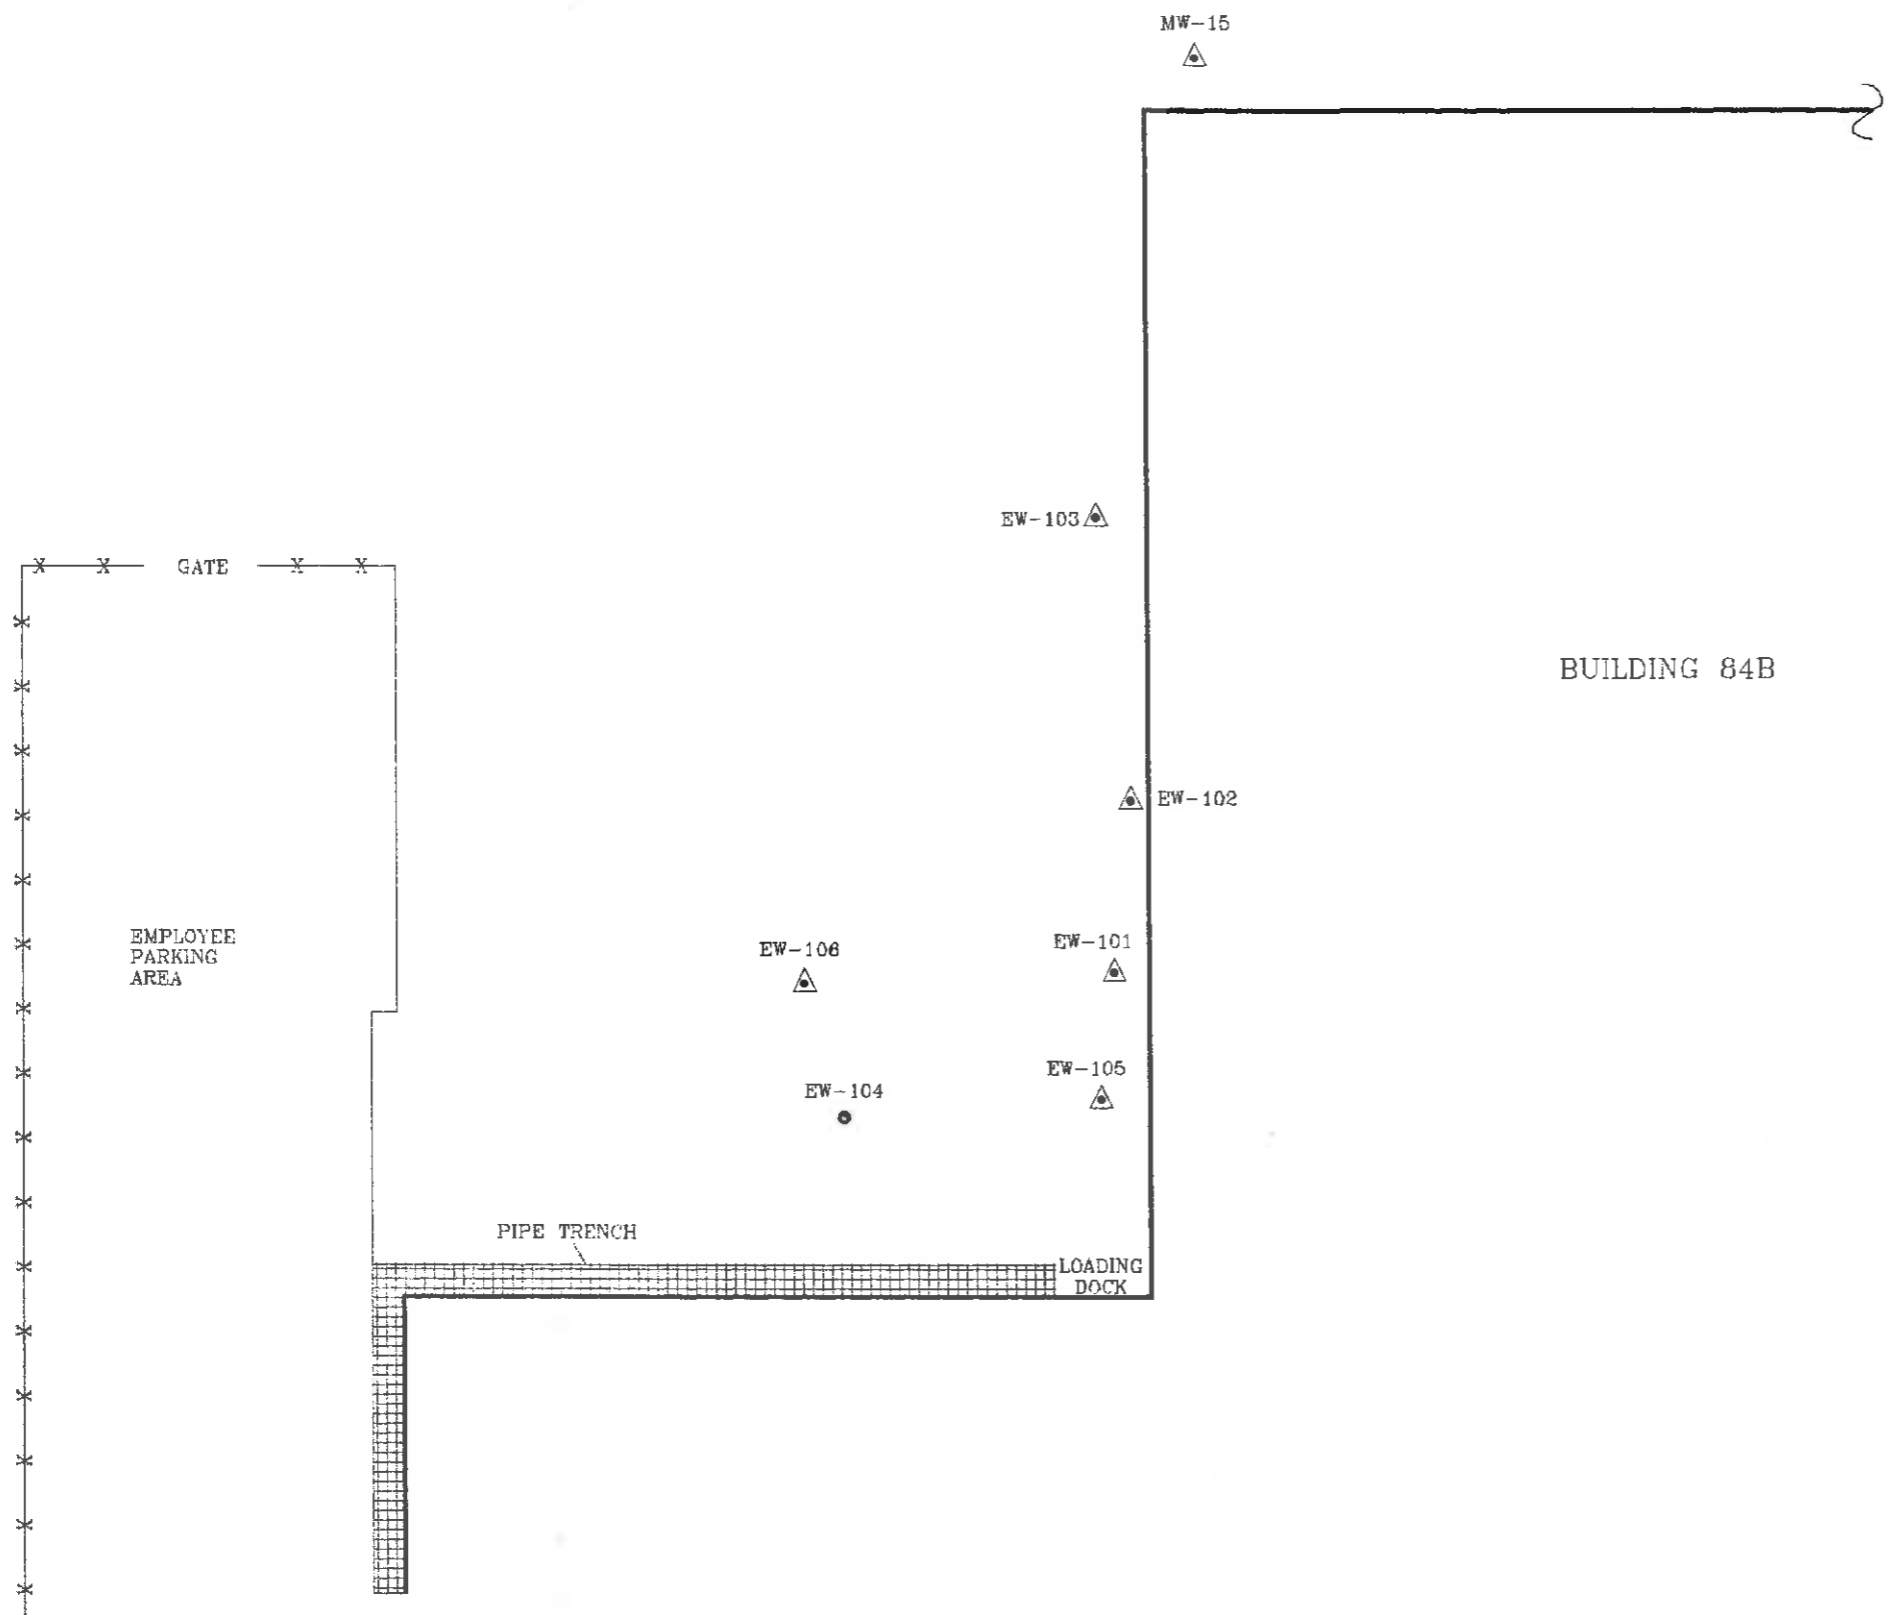 MW-15
EW-103
GATE
BUILDING 84B
EW-102
EMPLOYEE
PARKING
AREA
EW-106
EW-101
EW-105
EW-104
PIPE TRENCH
LOADING
DOCK